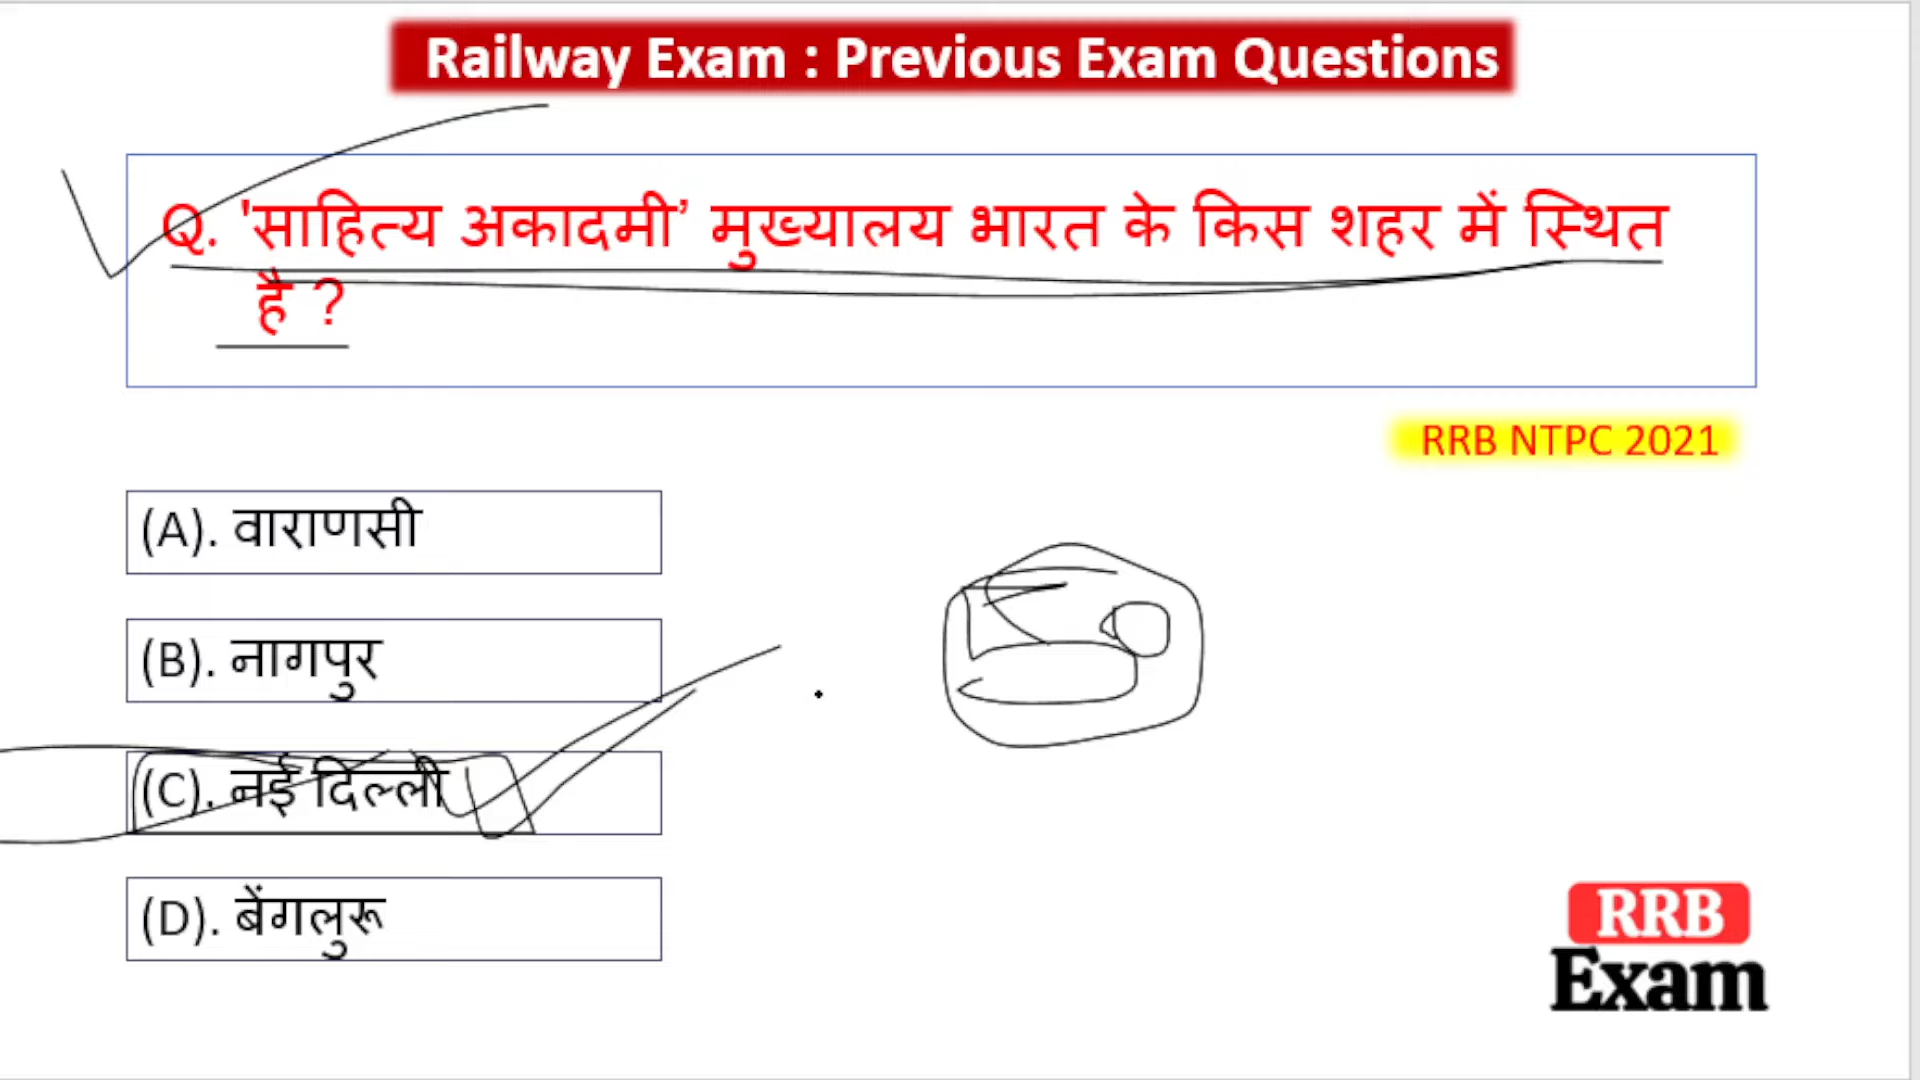 Railway Exam : Previous Exam Questions
Q. 'साहित्य अकादमी’ मुख्यालय भारत के किस शहर में स्थित
है ?
RRB NTPC 2021
(A). वाराणसी
(B). नागपुर
(C). नई दिल्ली
(D). बेंगलुरू
RRB
Exam